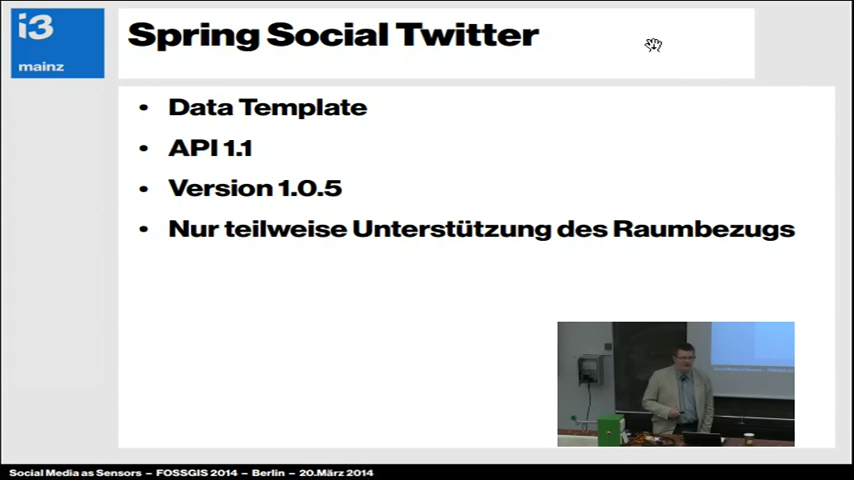 i3
mainz
Spring Social Twitter
• Data Template
• API 1.1
• Version 1.0.5
• Nur teilweise Unterstützung des Raumbezugs
Social Media as Sensors – FOSSGIS 2014 – Berlin – 20.März 2014